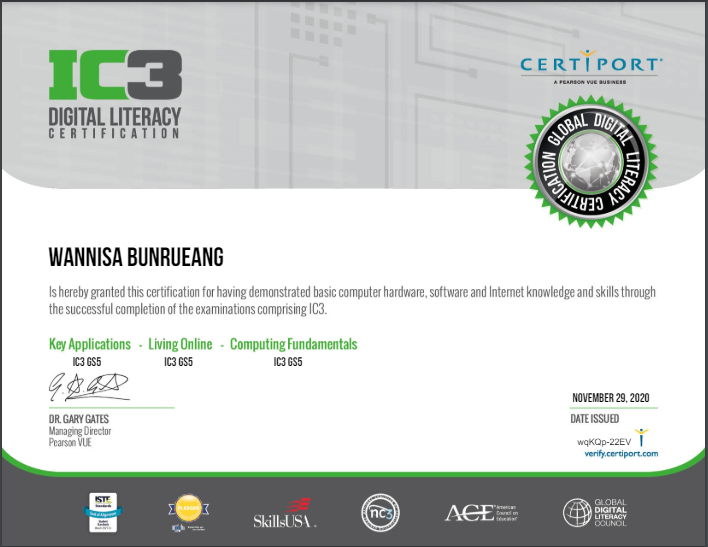 IC3
DIGITAL LITERACY
CERTIFICATION
CERTIPORT
A PEARSON VUE BUSINESS
GLOBAL DIGITAL LITERACY CERTIFICATION
WANNISA BUNRUEANG
Is hereby granted this certification for having demonstrated basic computer hardware, software and Internet knowledge and skills through
the successful completion of the examinations comprising IC3.
Key Applications - Living Online - Computing Fundamentals
IC3 GS5 IC3 GS5 IC3 GS5
DR. GARY GATES
Managing Director
Pearson VUE
NOVEMBER 29, 2020
DATE ISSUED
wqKQp-22EV
verify.certiport.com
ISTE
Standards
SkillsUSA
nc3
ACE American
Council on
Education
GLOBAL
DIGITAL
LITERACY
COUNCIL